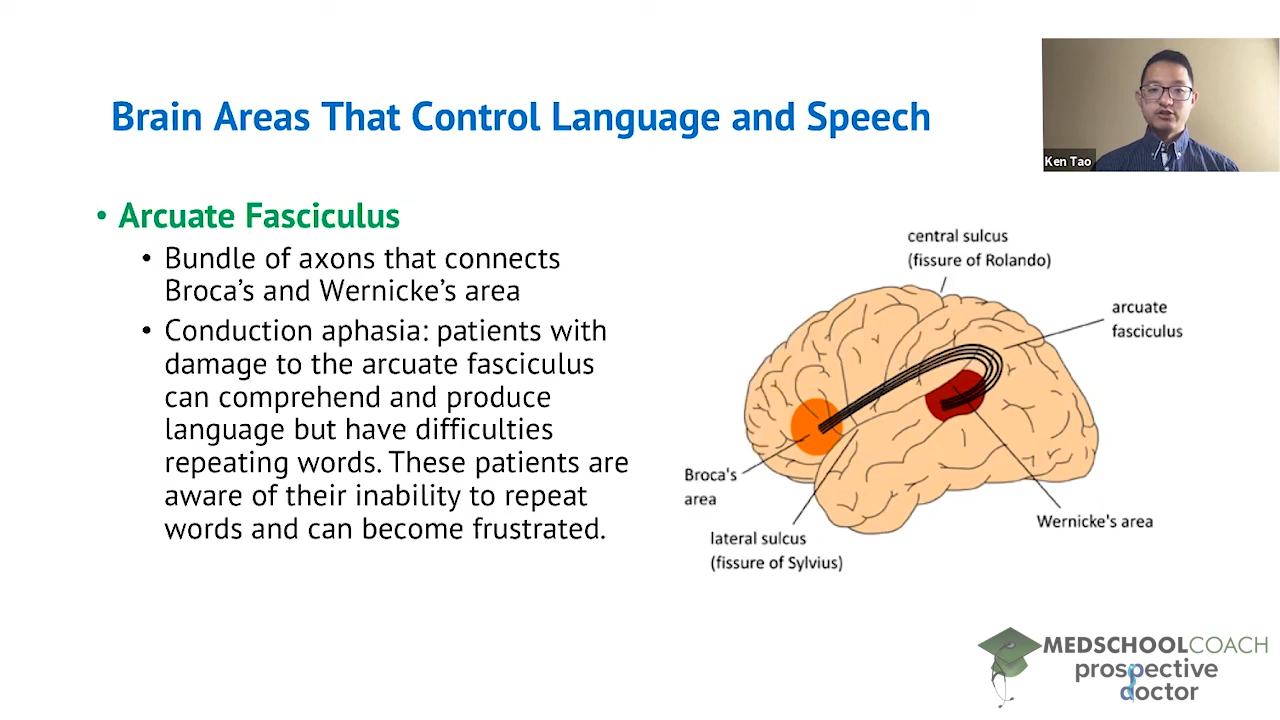 Brain Areas That Control Language and Speech
Ken Tao
• Arcuate Fasciculus
• Bundle of axons that connects
Broca's and Wernicke's area
• Conduction aphasia: patients with
damage to the arcuate fasciculus
can comprehend and produce
language but have difficulties
repeating words. These patients are
aware of their inability to repeat
words and can become frustrated.
central sulcus
(fissure of Rolando)
arcuate
fasciculus
Broca's
area
Wernicke's area
lateral sulcus
(fissure of Sylvius)
MEDSCHOOLCOACH
prospective
doctor